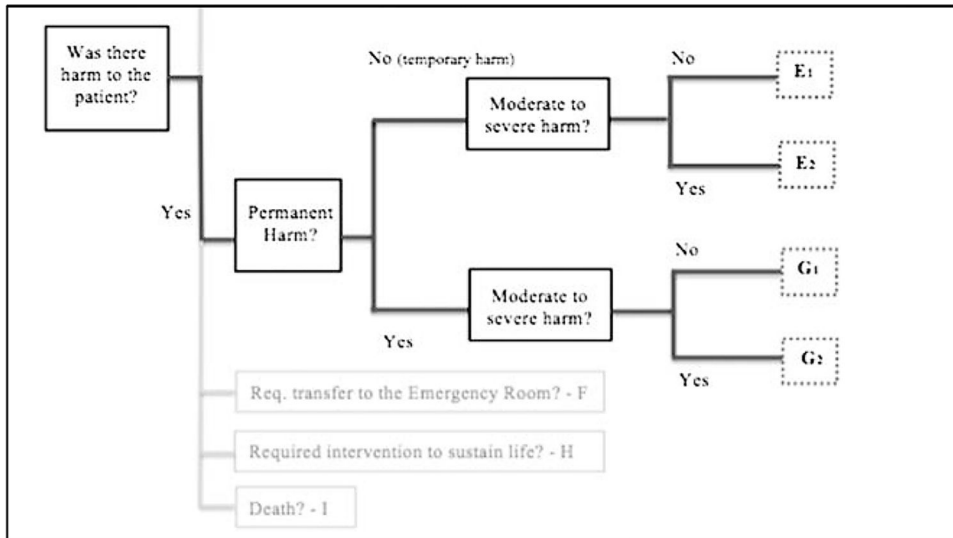 Was there
harm to the
patient?
No (temporary harm)
Moderate to
severe harm?
No
E1
Yes
E2
Yes
Permanent
Harm?
Yes
Moderate to
severe harm?
No
G1
Yes
G2
Req. transfer to the Emergency Room? - F
Required intervention to sustain life? - H
Death? - I